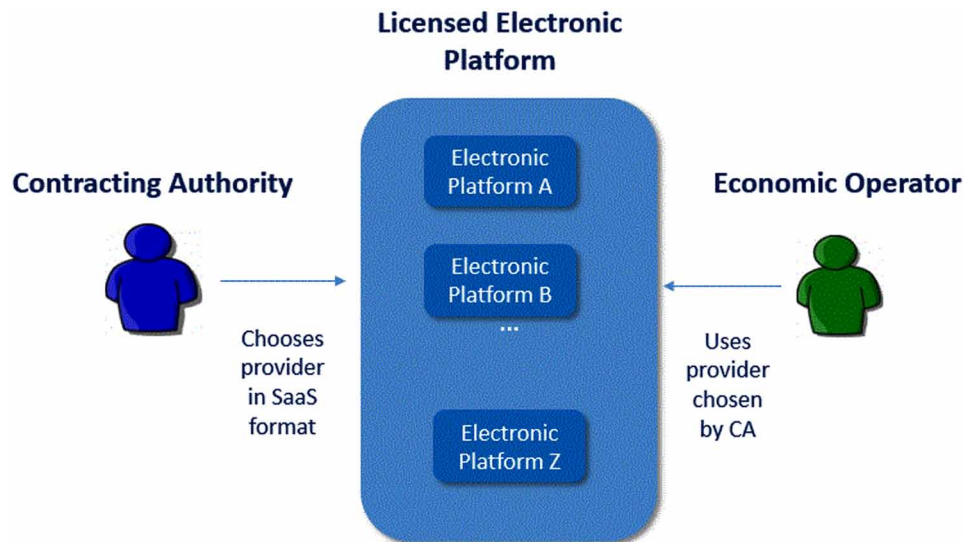 Licensed Electronic
Platform
Contracting Authority
Chooses
provider
in SaaS
format
Electronic
Platform A
Electronic
Platform B
...
Electronic
Platform Z
Economic Operator
Uses
provider
chosen
by CA